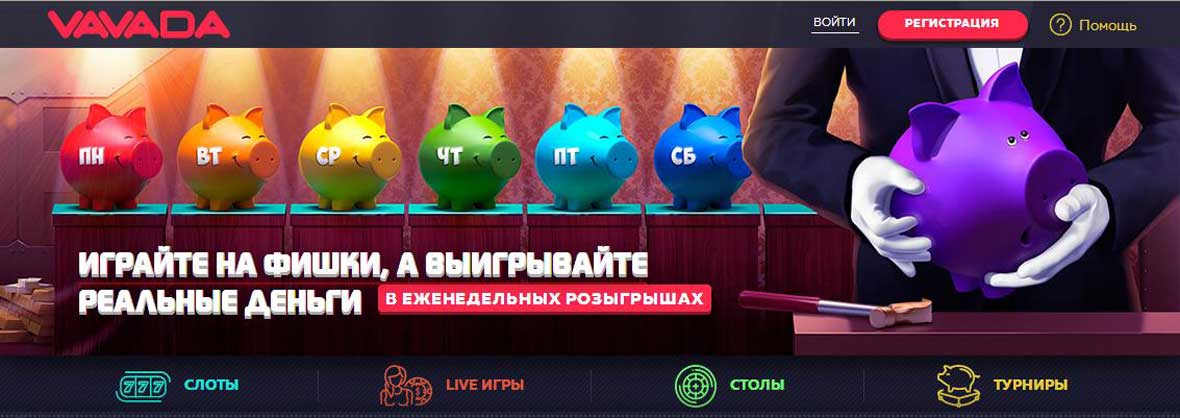 VAVADA
ВОЙТИ
РЕГИСТРАЦИЯ
? Помощь
ПН ВТ СР ЧТ ПТ СБ
ИГРАЙТЕ НА ФИШКИ, А ВЫИГРЫВАЙТЕ
РЕАЛЬНЫЕ ДЕНЬГИ В ЕЖЕНЕДЕЛЬНЫХ РОЗЫГРЫШАХ
777 СЛОТЫ
LIVE ИГРЫ
СТОЛЫ
ТУРНИРЫ